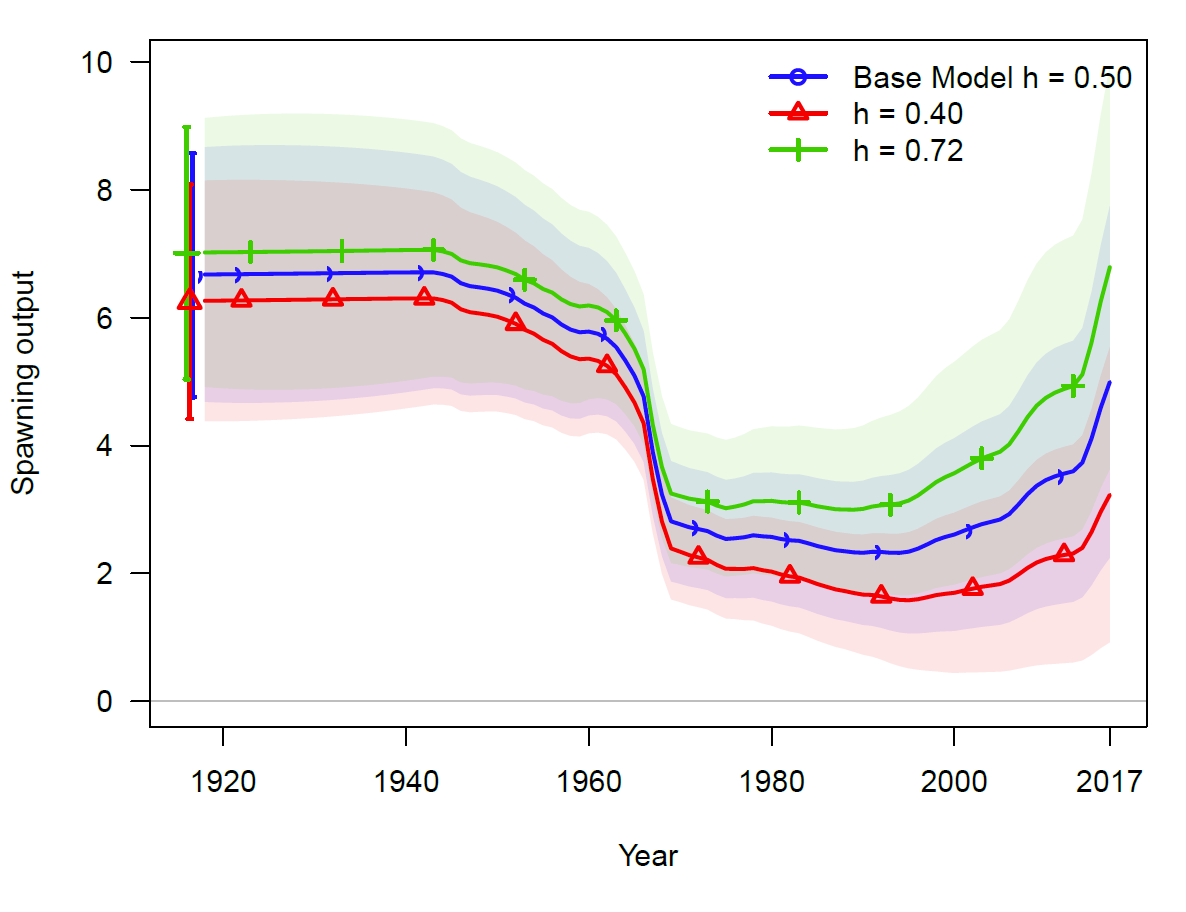 10
8
6
4
2
0
Spawning output
Base Model h = 0.50
h = 0.40
h = 0.72
1920
1940
1960
1980
2000
2017
Year